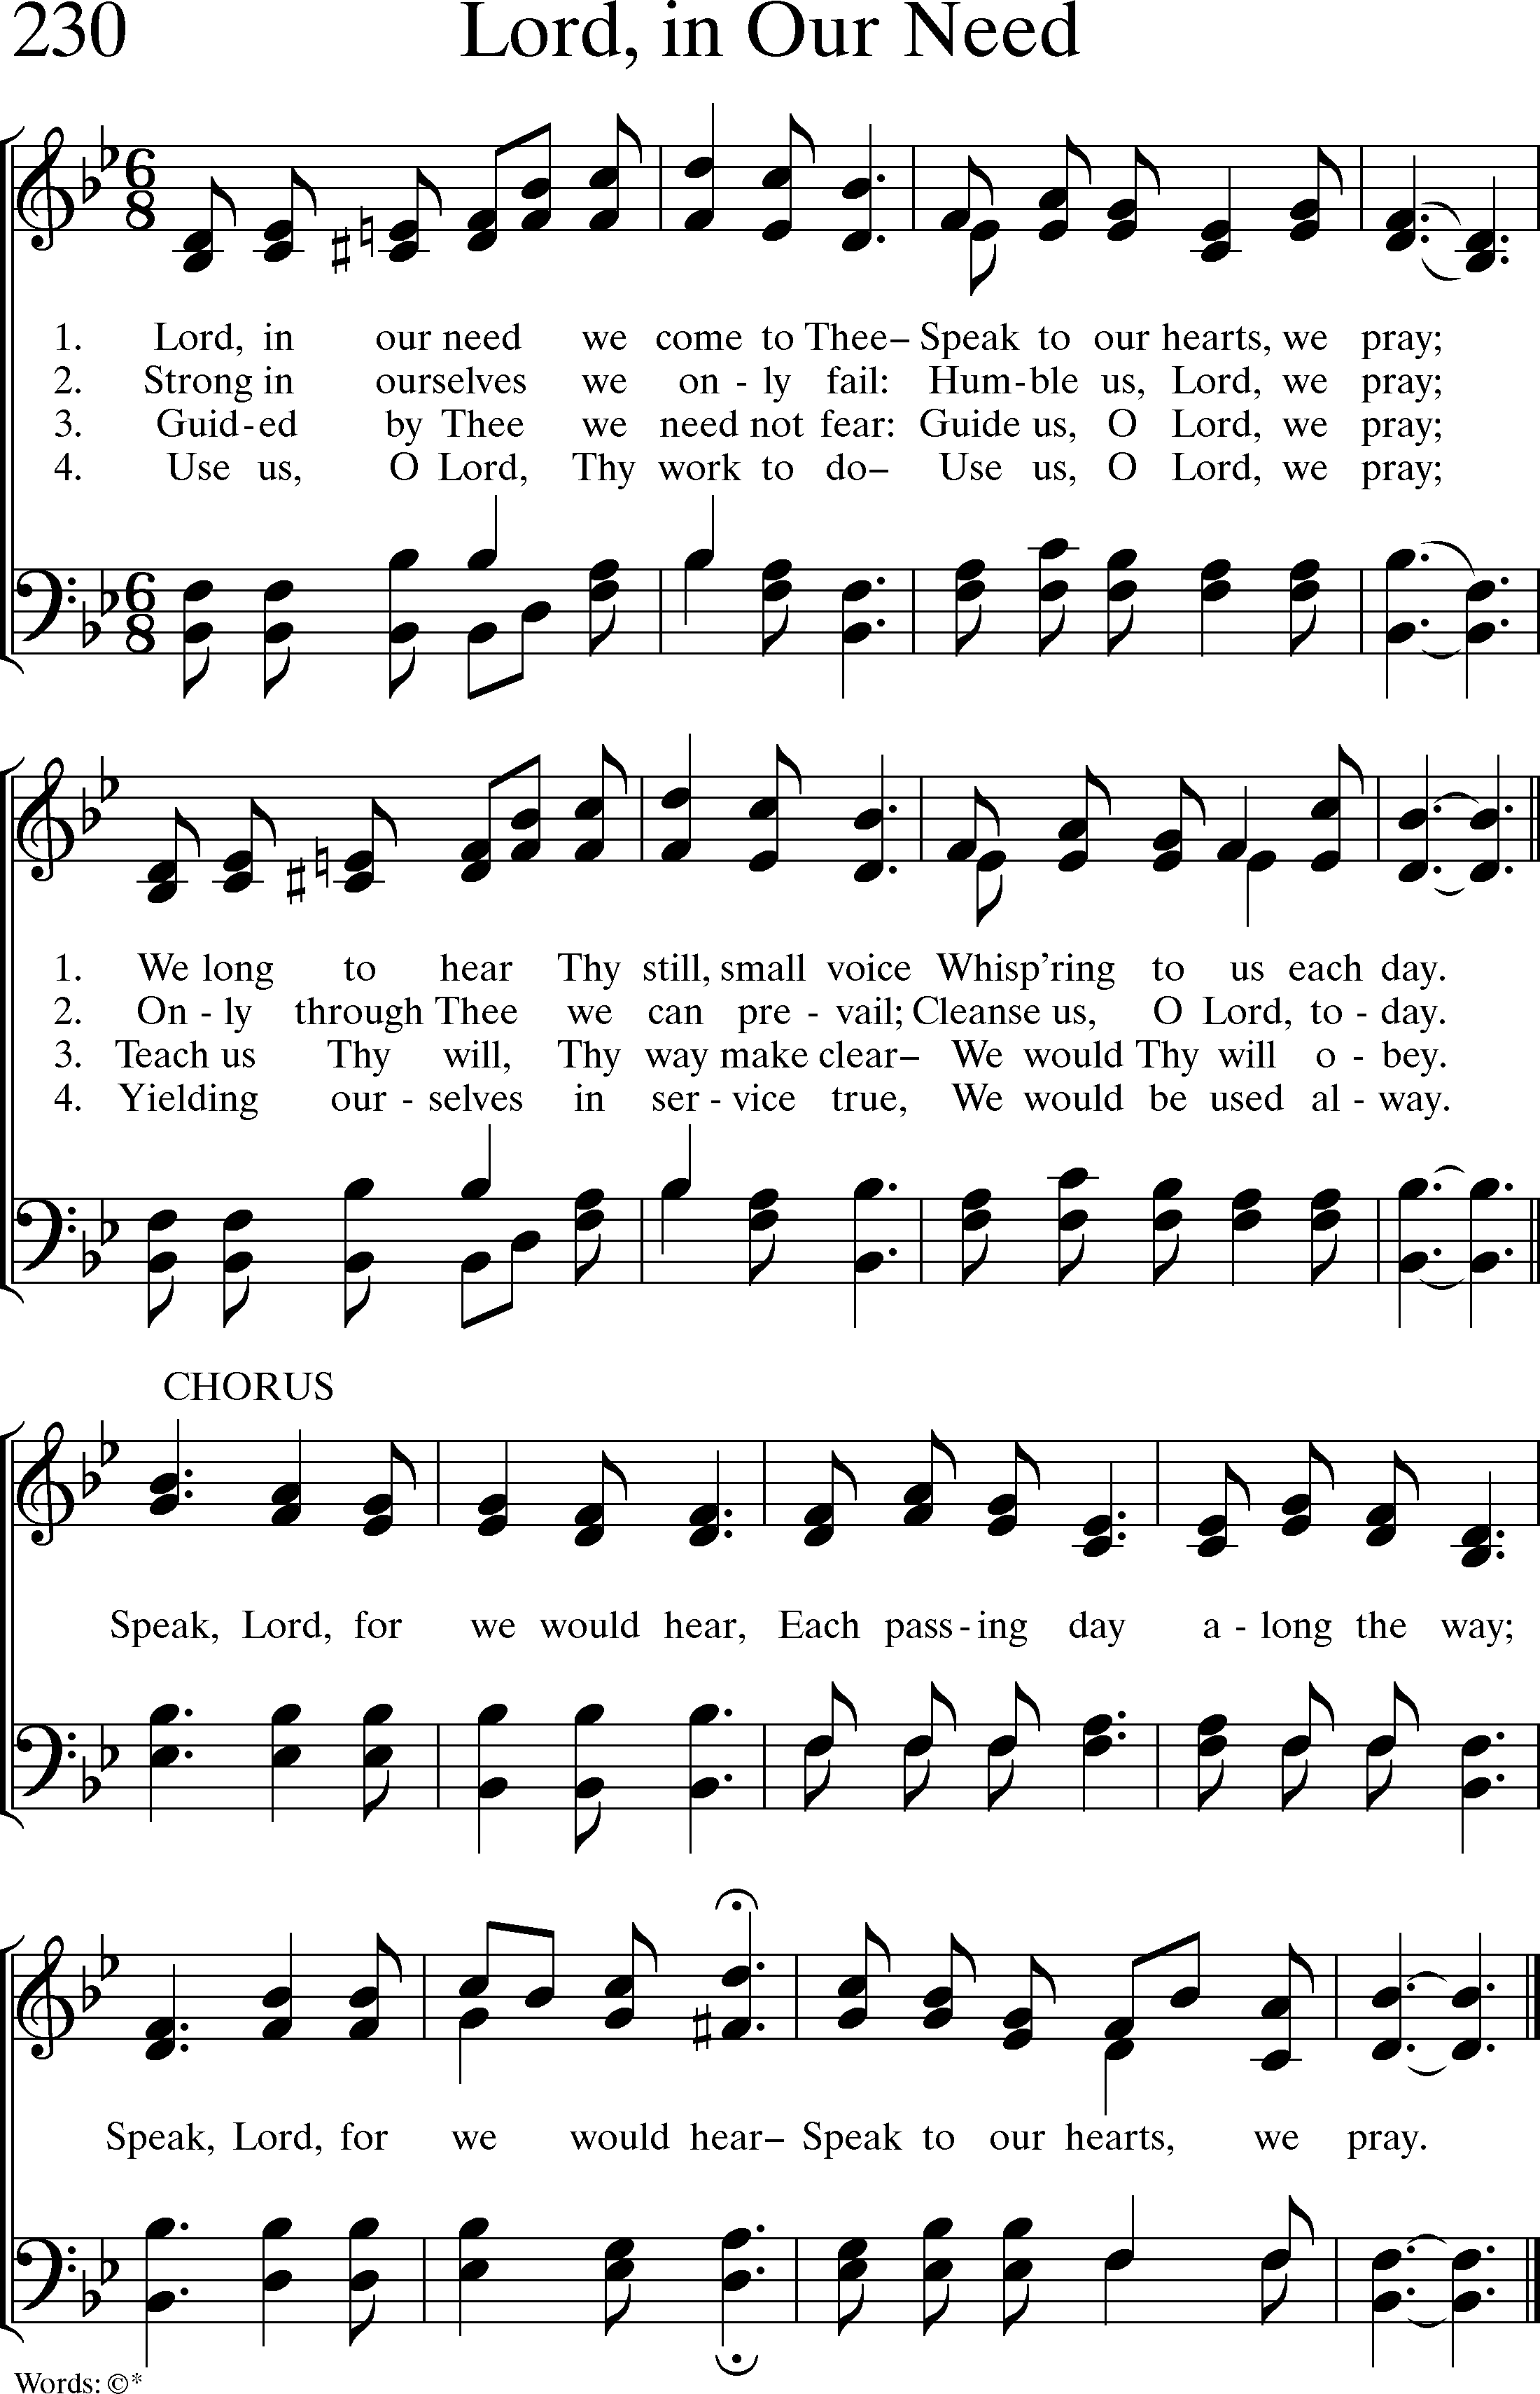 230 Lord, in Our Need
6
8
1. Lord, in our need we come to Thee– Speak to our hearts, we pray;
2. Strong in ourselves we on - ly fail: Hum-ble us, Lord, we pray;
3. Guid-ed by Thee we need not fear: Guide us, O Lord, we pray;
4. Use us, O Lord, Thy work to do– Use us, O Lord, we pray;
6
8
1. We long to hear Thy still, small voice Whisp'ring to us each day.
2. On - ly through Thee we can pre - vail; Cleanse us, O Lord, to - day.
3. Teach us Thy will, Thy way make clear– We would Thy will o - bey.
4. Yielding our - selves in ser - vice true, We would be used al - way.
CHORUS
Speak, Lord, for we would hear, Each pass - ing day a - long the way;
Speak, Lord, for we would hear– Speak to our hearts, we pray.
Words: ©*